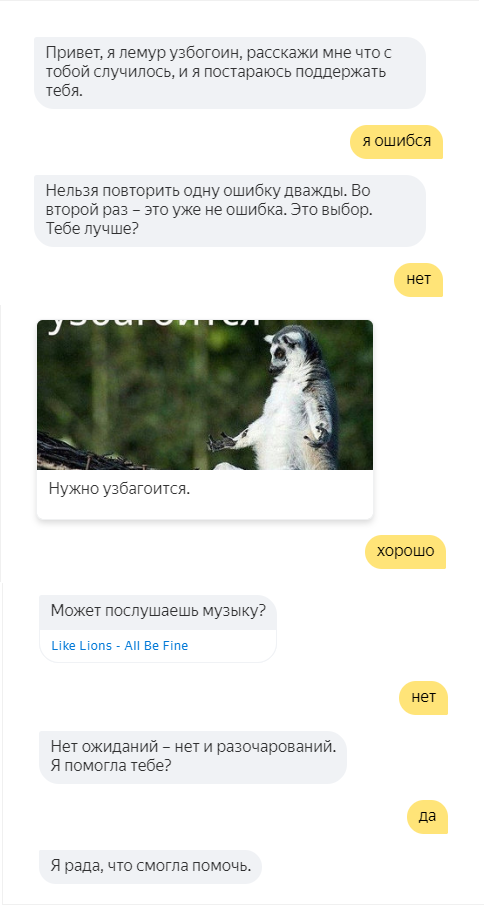 Привет, я лемур узбогоин, расскажи мне что с
тобой случилось, и я постараюсь поддержать
тебя.
я ошибся
Нельзя повторить одну ошибку дважды. Во
второй раз – это уже не ошибка. Это выбор.
Тебе лучше?
нет
узбагоится
Нужно узбагоится.
хорошо
Может послушаешь музыку?
Like Lions - All Be Fine
нет
Нет ожиданий – нет и разочарований.
Я помогла тебе?
да
Я рада, что смогла помочь.